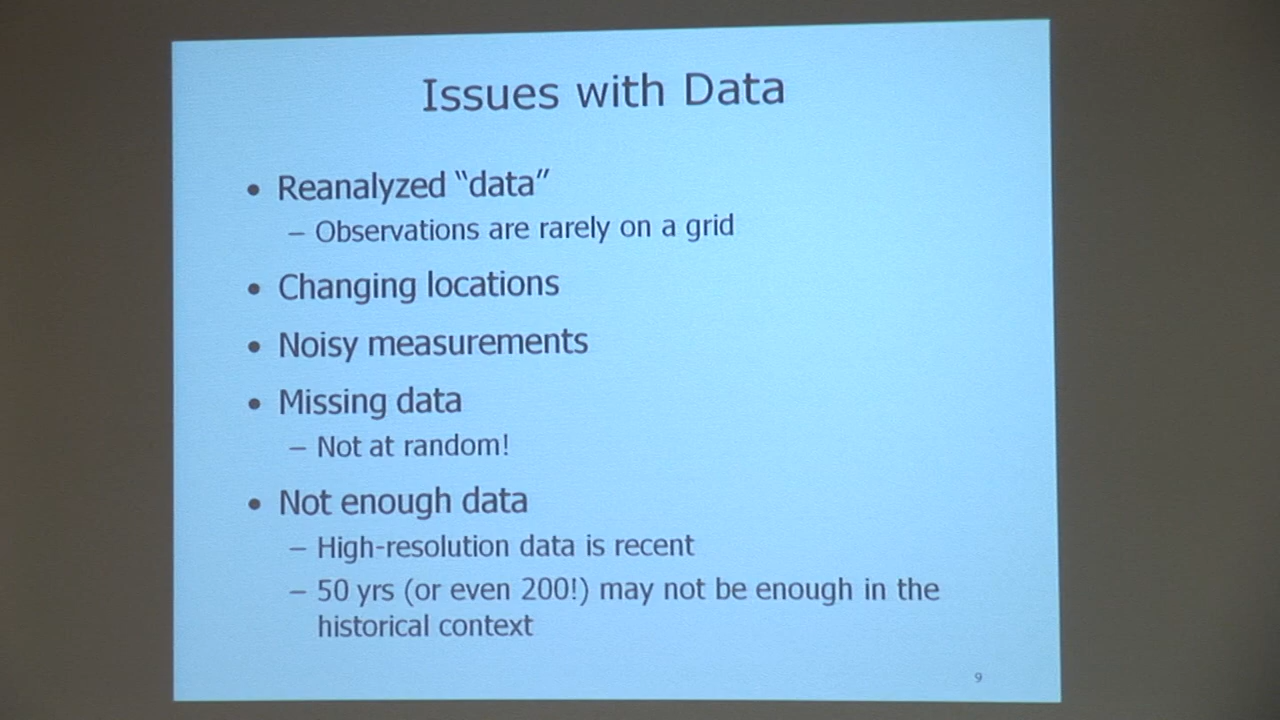 Issues with Data
• Reanalyzed “data”
– Observations are rarely on a grid
• Changing locations
• Noisy measurements
• Missing data
– Not at random!
• Not enough data
– High-resolution data is recent
– 50 yrs (or even 200!) may not be enough in the
historical context
9